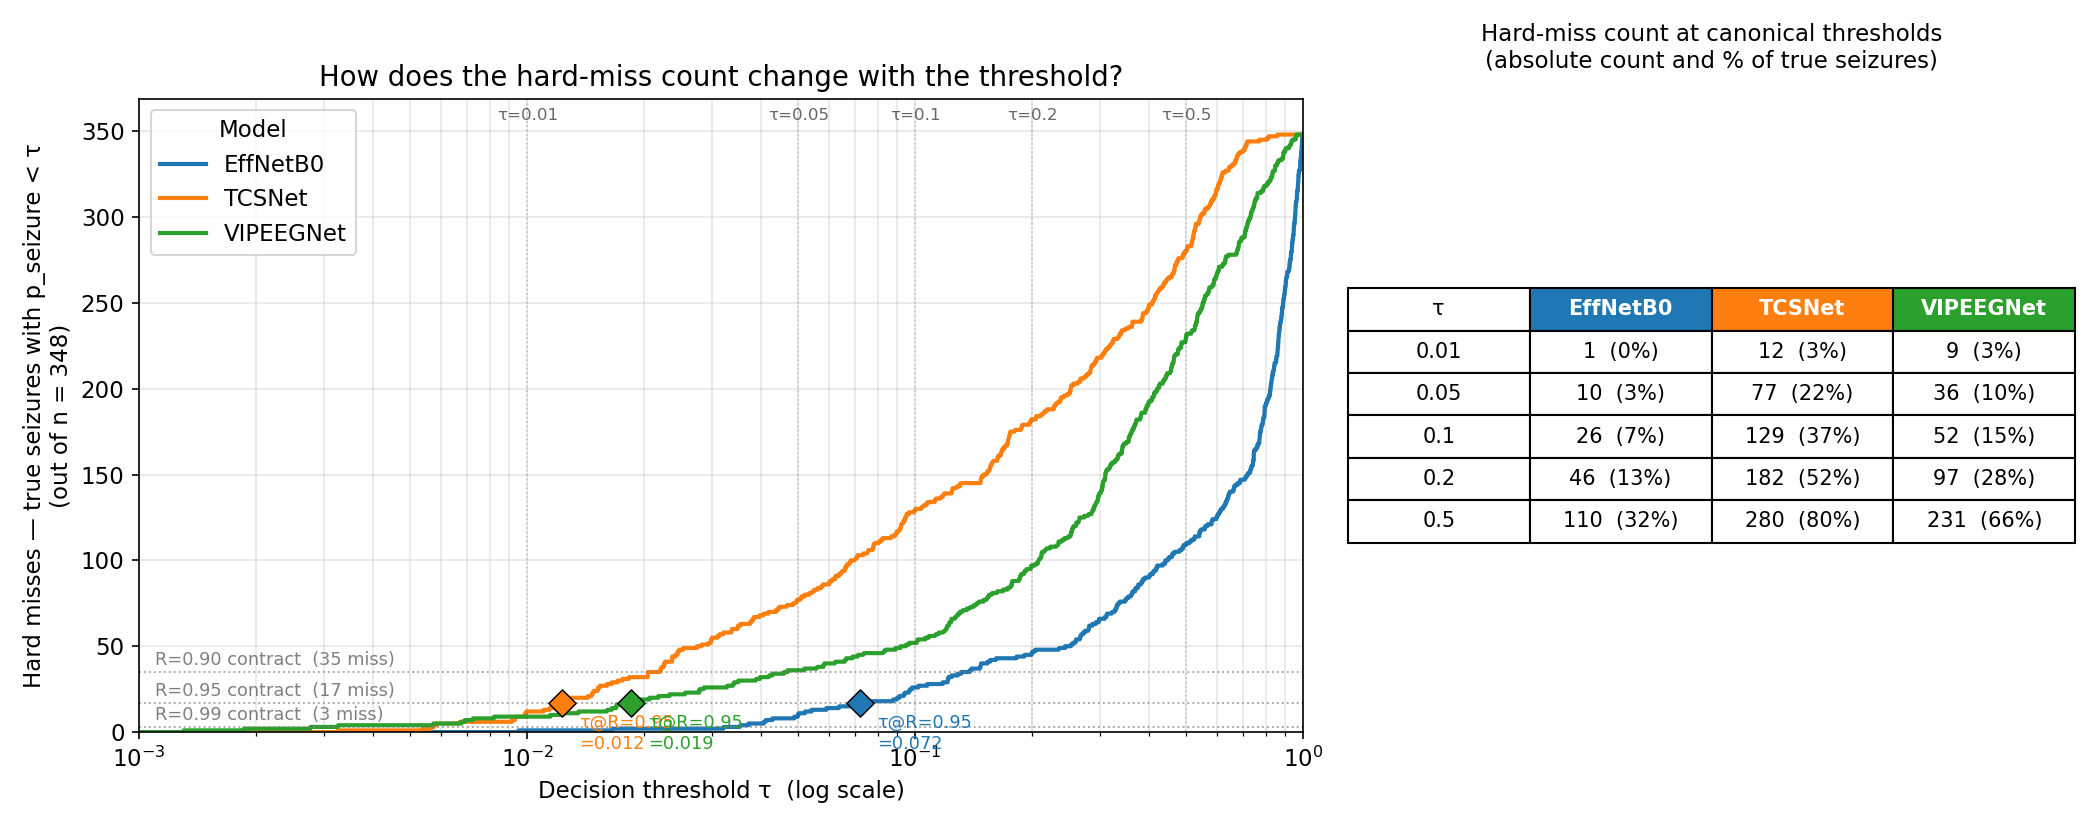 How does the hard-miss count change with the threshold?
Hard misses — true seizures with p_seizure < τ
(out of n = 348)
350
300
250
200
150
100
50
0
Model
EffNetB0
TCSNet
VIPEEGNet
τ=0.01
τ=0.05
τ=0.1
τ=0.2
τ=0.5
R=0.90 contract (35 miss)
R=0.95 contract (17 miss)
R=0.99 contract (3 miss)
τ@R=0.95
=0.012
τ@R=0.95
=0.019
τ@R=0.95
=0.072
10⁻³
10⁻²
10⁻¹
10⁰
Decision threshold τ (log scale)
Hard-miss count at canonical thresholds
(absolute count and % of true seizures)
τ EffNetB0 TCSNet VIPEEGNet
0.01 1 (0%) 12 (3%) 9 (3%)
0.05 10 (3%) 77 (22%) 36 (10%)
0.1 26 (7%) 129 (37%) 52 (15%)
0.2 46 (13%) 182 (52%) 97 (28%)
0.5 110 (32%) 280 (80%) 231 (66%)